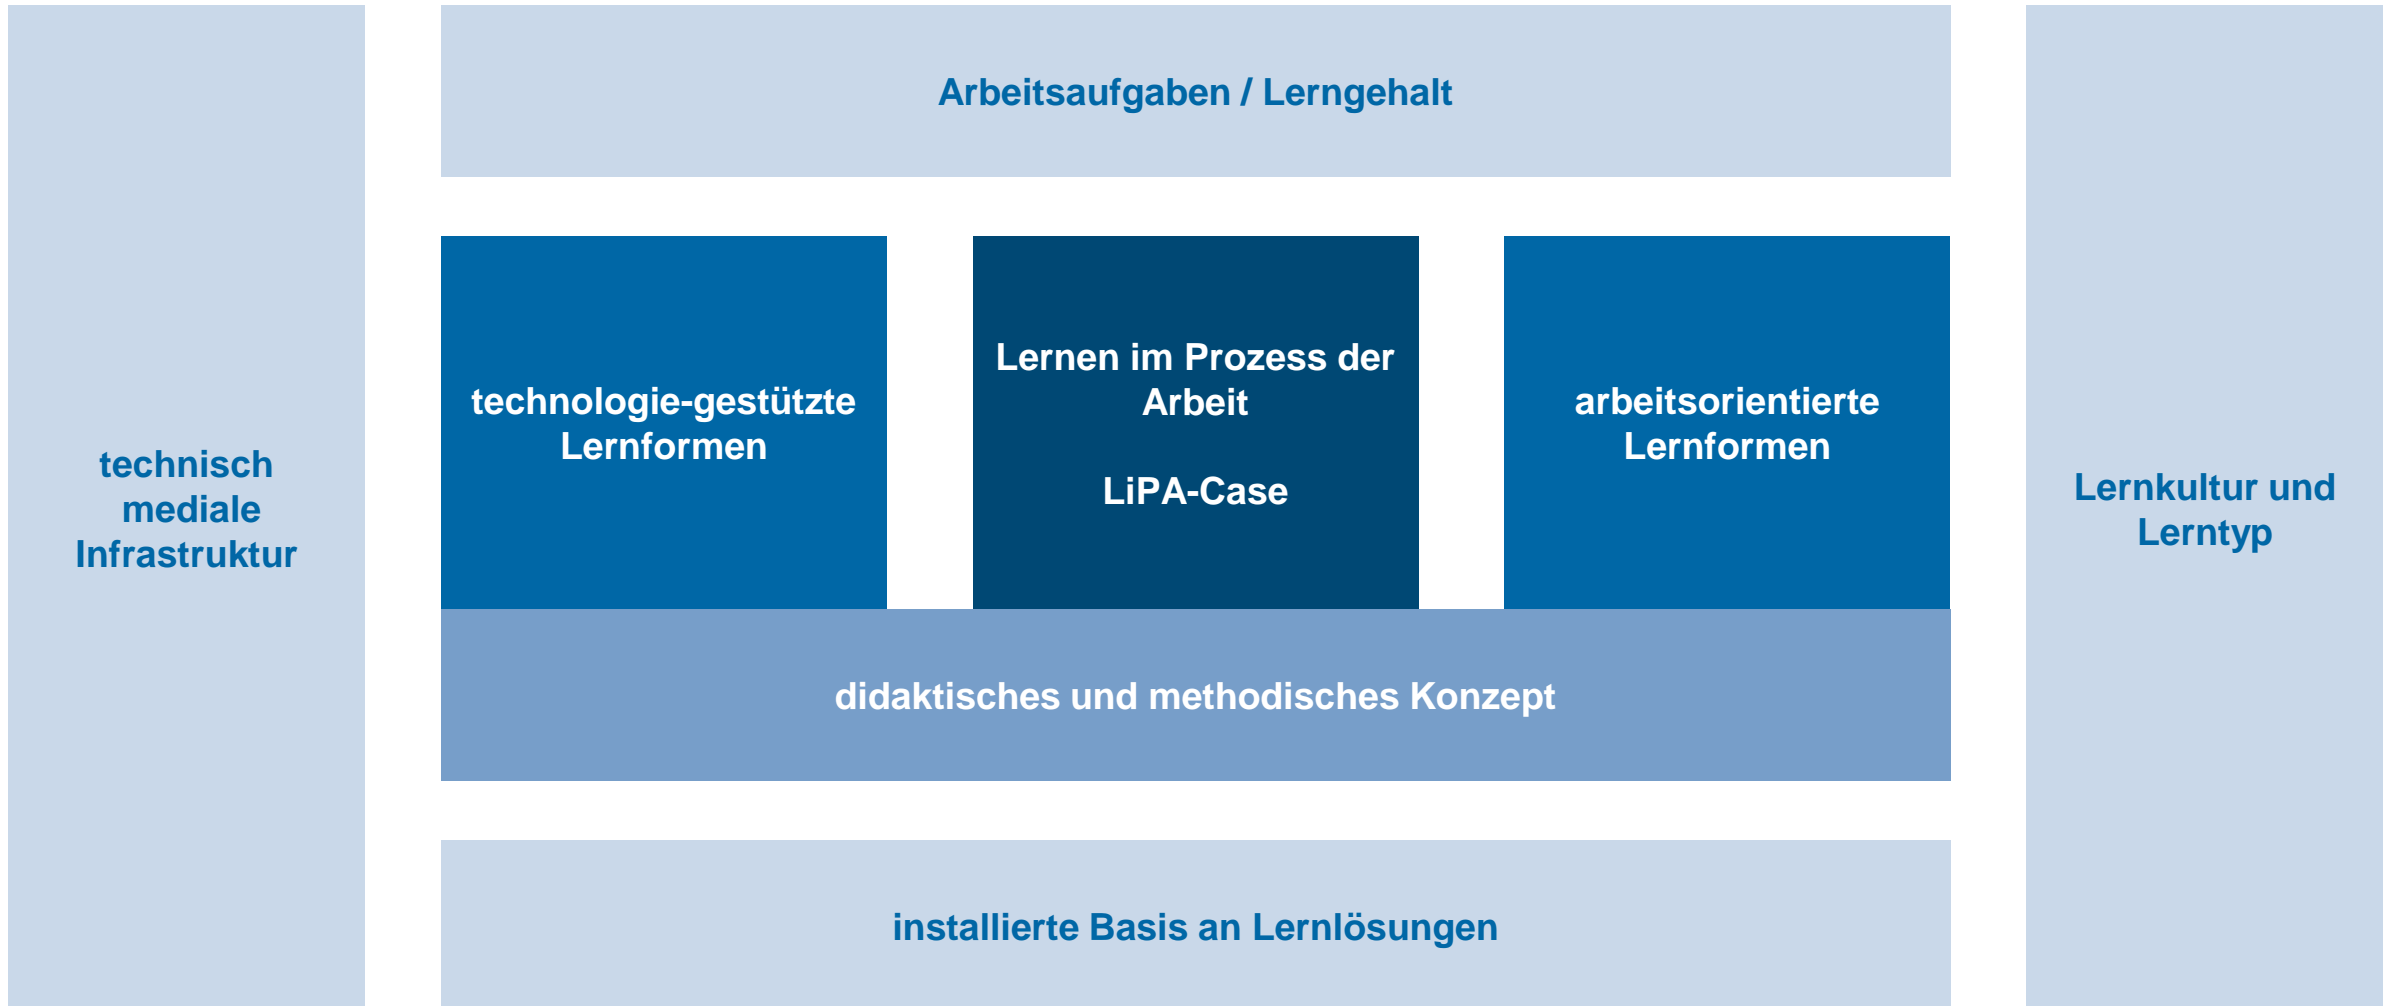 Arbeitsaufgaben / Lerngehalt
technisch
mediale
Infrastruktur
technologie-gestützte
Lernformen
Lernen im Prozess der
Arbeit
LiPA-Case
arbeitsorientierte
Lernformen
Lernkultur und
Lerntyp
didaktisches und methodisches Konzept
installierte Basis an Lernlösungen